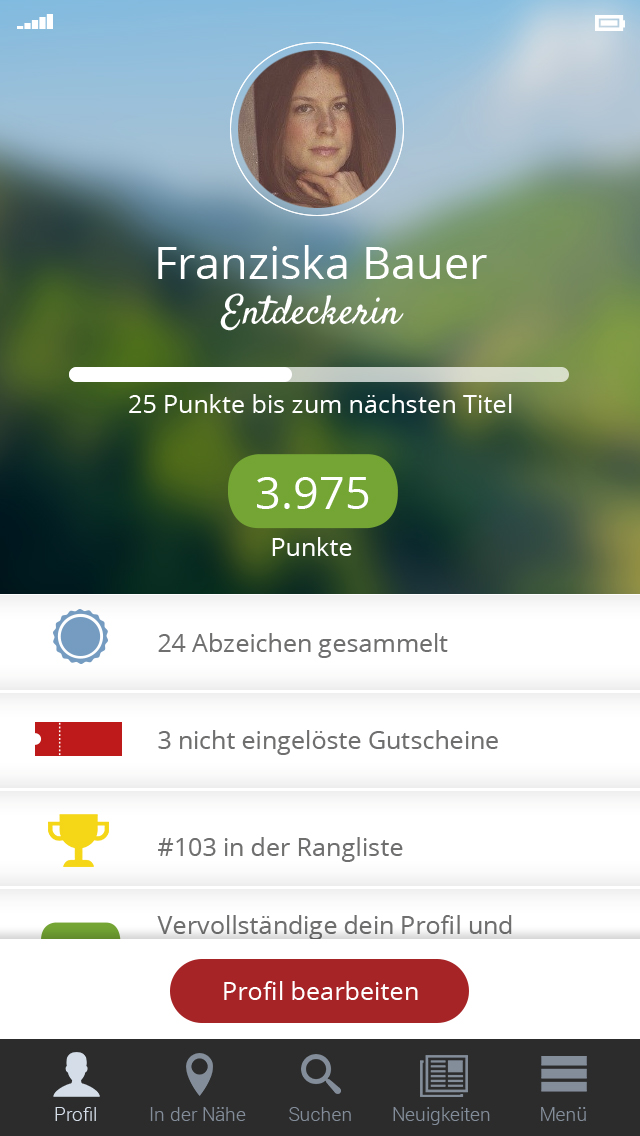 Franziska Bauer
Entdeckerin
25 Punkte bis zum nächsten Titel
3.975
Punkte
24 Abzeichen gesammelt
3 nicht eingelöste Gutscheine
#103 in der Rangliste
Vervollständige dein Profil und
Profil bearbeiten
Profil
In der Nähe
Suchen
Neuigkeiten
Menü